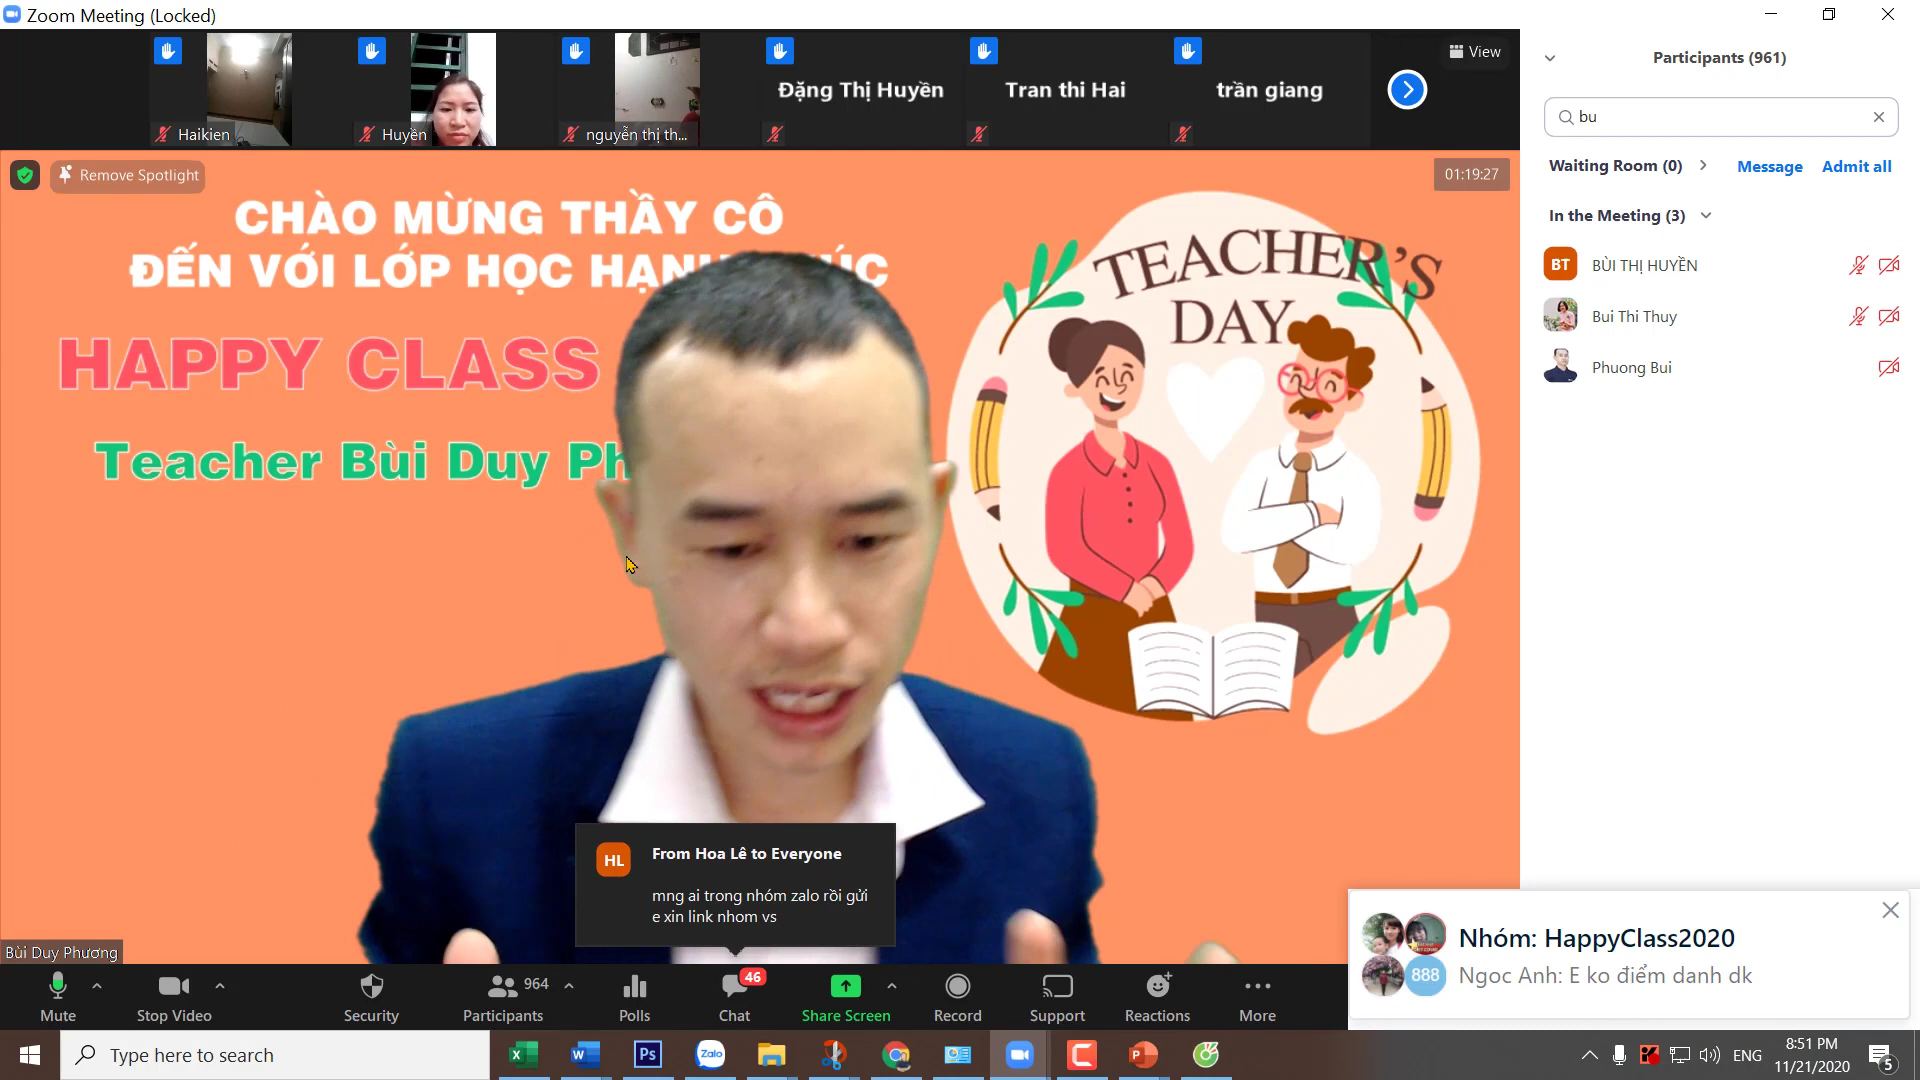 Zoom Meeting (Locked)
Haikien
Huyền
nguyễn thị th...
Đặng Thị Huyền
Tran thi Hai
trần giang
View
Remove Spotlight
01:19:27
CHÀO MỪNG THẦY CÔ
ĐẾN VỚI LỚP HỌC
HAPPY CLASS
Teacher Bùi Duy
TEACHER'S
DAY
From Hoa Lê to Everyone
HL
mng ai trong nhóm zalo rồi gửi
e xin link nhom vs
Bùi Duy Phương
Participants (961)
bu
Waiting Room (0)
Message
Admit all
In the Meeting (3)
BT
BÙI THỊ HUYỀN
Bui Thi Thuy
Phuong Bui
Nhóm: HappyClass2020
888
Ngoc Anh: E ko điểm danh dk
Mute
Stop Video
Security
964
Participants
Polls
46
Chat
Share Screen
Record
Support
Reactions
More
Type here to search
Ps
Zalo
ENG
8:51 PM
11/21/2020
5